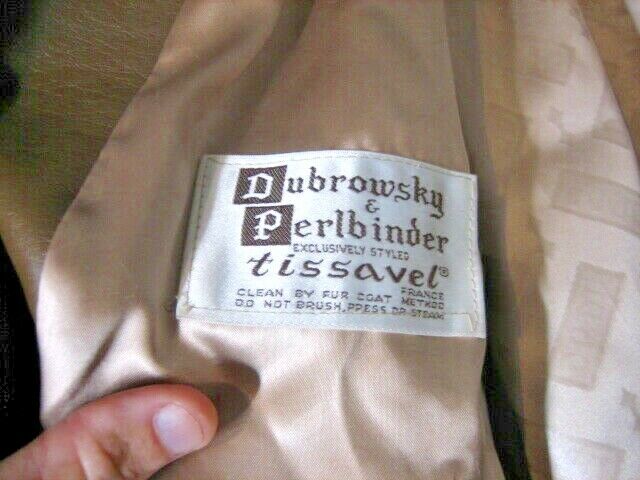 Dubrowsky
&
Perlbinder
EXCLUSIVELY STYLED
tissavel®
FRANCE
CLEAN BY FUR COAT METHOD
DO NOT BRUSH, PRESS OR STEAM